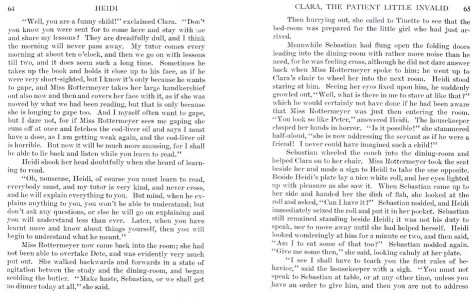 64 HEIDI
"Well, you are a funny child!" exclaimed Clara. "Don't
you know you were sent for to come here and stay with me
and share my lessons? They are dreadfully dull, and I think
the morning will never pass away. My tutor comes every
morning at about ten o'clock, and then we go on with lessons
till two, and it does seem such a long time. Sometimes he
takes up the book and holds it close up to his face, as if he
were very short-sighted, but I know it's only because he wants
to gape, and Miss Rottermeyer takes her large handkerchief
out also now and then and covers her face with it, as if she was
moved by what we had been reading, but that is only because
she is longing to gape too. And I myself often want to gape,
but I dare not, for if Miss Rottermeyer sees me gaping she
runs off at once and fetches the cod-liver oil and says I must
have a dose, as I am getting weak again, and the cod-liver oil
is horrible. But now it will be much more amusing, for I shall
be able to lie back and listen while you learn to read."
Heidi shook her head doubtfully when she heard of learn-
ing to read.
"Oh, nonsense, Heidi, of course you must learn to read,
everybody must, and my tutor is very kind, and never cross,
and he will explain everything to you. But mind, when he ex-
plains anything to you, you won't be able to understand; but
don't ask any questions, or else he will go on explaining and
you will understand less than ever. Later, when you have
learnt more and know about things yourself, then you will
begin to understand what he meant."
Miss Rottermeyer now came back into the room; she had
not been able to overtake Dete, and was evidently very much
put out. She walked backwards and forwards in a state of
agitation between the study and the dining-room, and began
scolding the butler. "Make haste, Sebastian, or we shall get
no dinner today at all," she said.
CLARA, THE PATIENT LITTLE INVALID 65
Then hurrying out, she called to Tinette to see that the
bed-room was prepared for the little girl who had just ar-
rived.
Meanwhile Sebastian had flung open the folding doors
leading into the dining-room with rather more noise than he
need, for he was feeling cross, although he did not dare answer
back when Miss Rottermeyer spoke to him; he went up to
Clara's chair to wheel her into the next room. Heidi stood
staring at him. Seeing her eyes fixed upon him, he suddenly
growled out, "Well, what is there in me to stare at like that?"
which he would certainly not have done if he had been aware
that Miss Rottermeyer was just then entering the room.
"You look so like Peter," answered Heidi. The housekeeper
clasped her hands in horror. "Is it possible!" she stammered
half-aloud, "she is now addressing the servant as if he were a
friend! I never could have imagined such a child!"
Sebastian wheeled the couch into the dining-room and
helped Clara on to her chair. Miss Rottermeyer took the seat
beside her and made a sign to Heidi to take the one opposite.
Beside Heidi's plate lay a nice white roll, and her eyes lighted
up with pleasure as she saw it. When Sebastian came up to
her side and handed her the dish of fish, she looked at the
roll and asked, "Can I have it?" Sebastian nodded, and Heidi
immediately seized the roll and put it in her pocket. Sebastian
still remained standing beside Heidi; it was not his duty to
speak, nor to move away until she had helped herself. Heidi
looked wonderingly at him for a minute or two, and then said,
"Am I to eat some of that too?" Sebastian nodded again.
"Give me some then," she said, looking calmly at her plate.
"I see I shall have to teach you the first rules of be-
havior," said the housekeeper with a sigh. "You must not
speak to Sebastian at table, or at any other time, unless you
have an order to give him, and then you are not to address